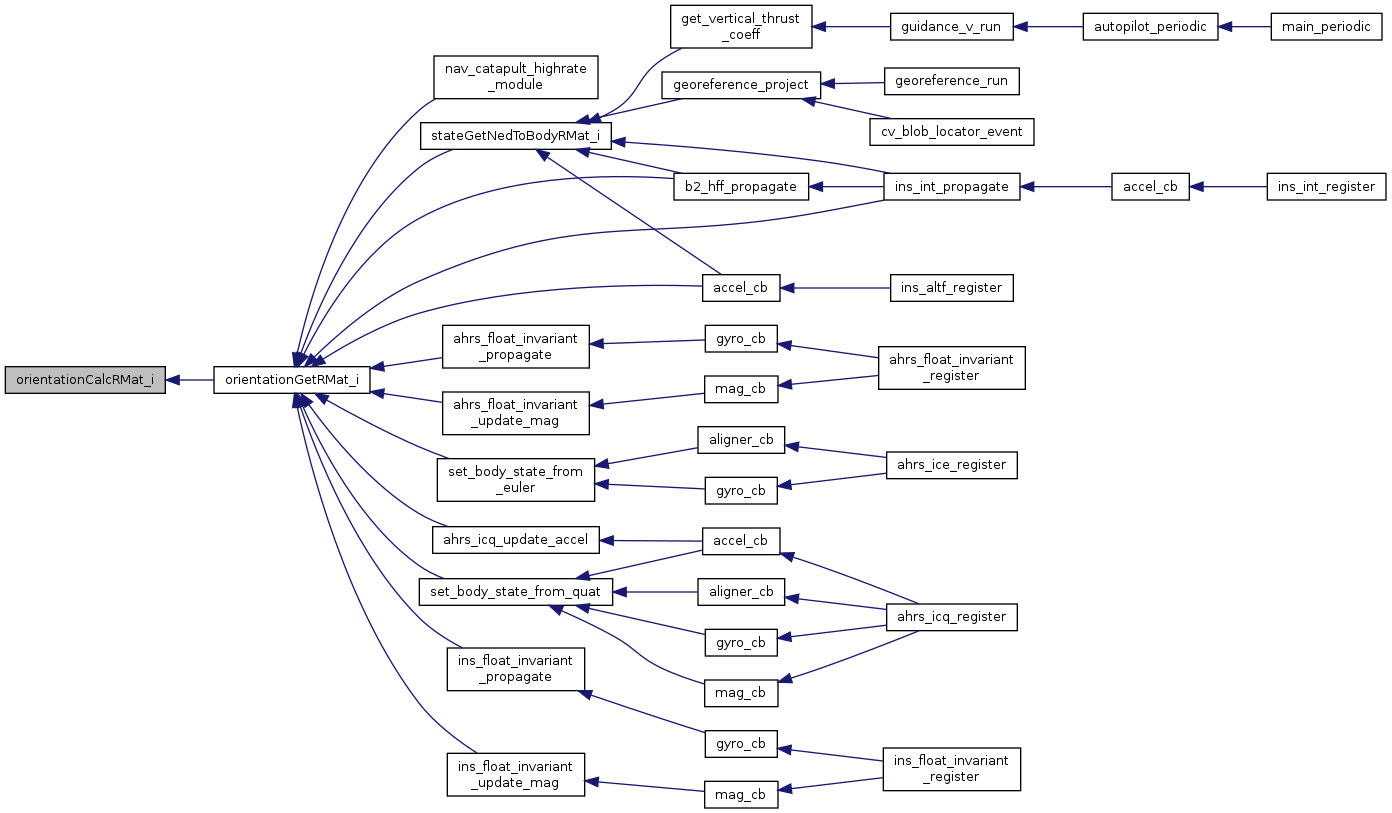 orientationCalcRMat_i
orientationGetRMat_i
nav_catapult_highrate
_module
stateGetNedToBodyRMat_i
get_vertical_thrust
_coeff
guidance_v_run
autopilot_periodic
main_periodic
georeference_project
georeference_run
cv_blob_locator_event
b2_hff_propagate
ins_int_propagate
accel_cb
ins_int_register
accel_cb
ins_altf_register
ahrs_float_invariant
_propagate
gyro_cb
ahrs_float_invariant
_register
ahrs_float_invariant
_update_mag
mag_cb
set_body_state_from
_euler
aligner_cb
ahrs_ice_register
gyro_cb
ahrs_icq_update_accel
accel_cb
set_body_state_from_quat
aligner_cb
ahrs_icq_register
gyro_cb
mag_cb
ins_float_invariant
_propagate
gyro_cb
ins_float_invariant
_register
ins_float_invariant
_update_mag
mag_cb